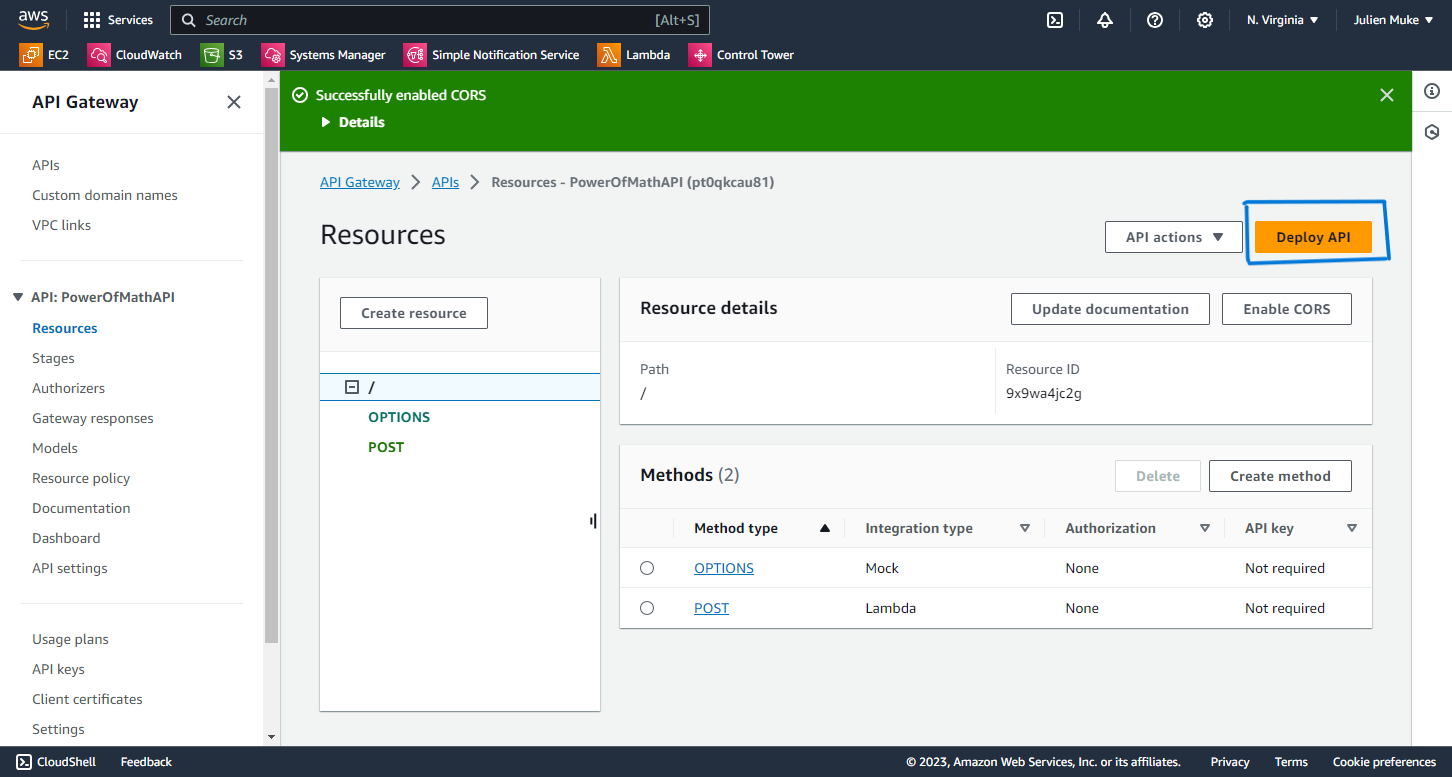 aws
Services
Search
[Alt+S]
N. Virginia
Julien Muke
EC2
CloudWatch
S3
Systems Manager
Simple Notification Service
Lambda
Control Tower
API Gateway
APIs
Custom domain names
VPC links
API: PowerOfMathAPI
Resources
Stages
Authorizers
Gateway responses
Models
Resource policy
Documentation
Dashboard
API settings
Usage plans
API keys
Client certificates
Settings
Successfully enabled CORS
Details
API Gateway
APIs
Resources - PowerOfMathAPI (pt0qkcau81)
Resources
API actions
Deploy API
Create resource
/
OPTIONS
POST
Resource details
Update documentation
Enable CORS
Path
/
Resource ID
9x9wa4jc2g
Methods (2)
Delete
Create method
Method type Integration type Authorization API key
OPTIONS Mock None Not required
POST Lambda None Not required
CloudShell
Feedback
© 2023, Amazon Web Services, Inc. or its affiliates.
Privacy
Terms
Cookie preferences